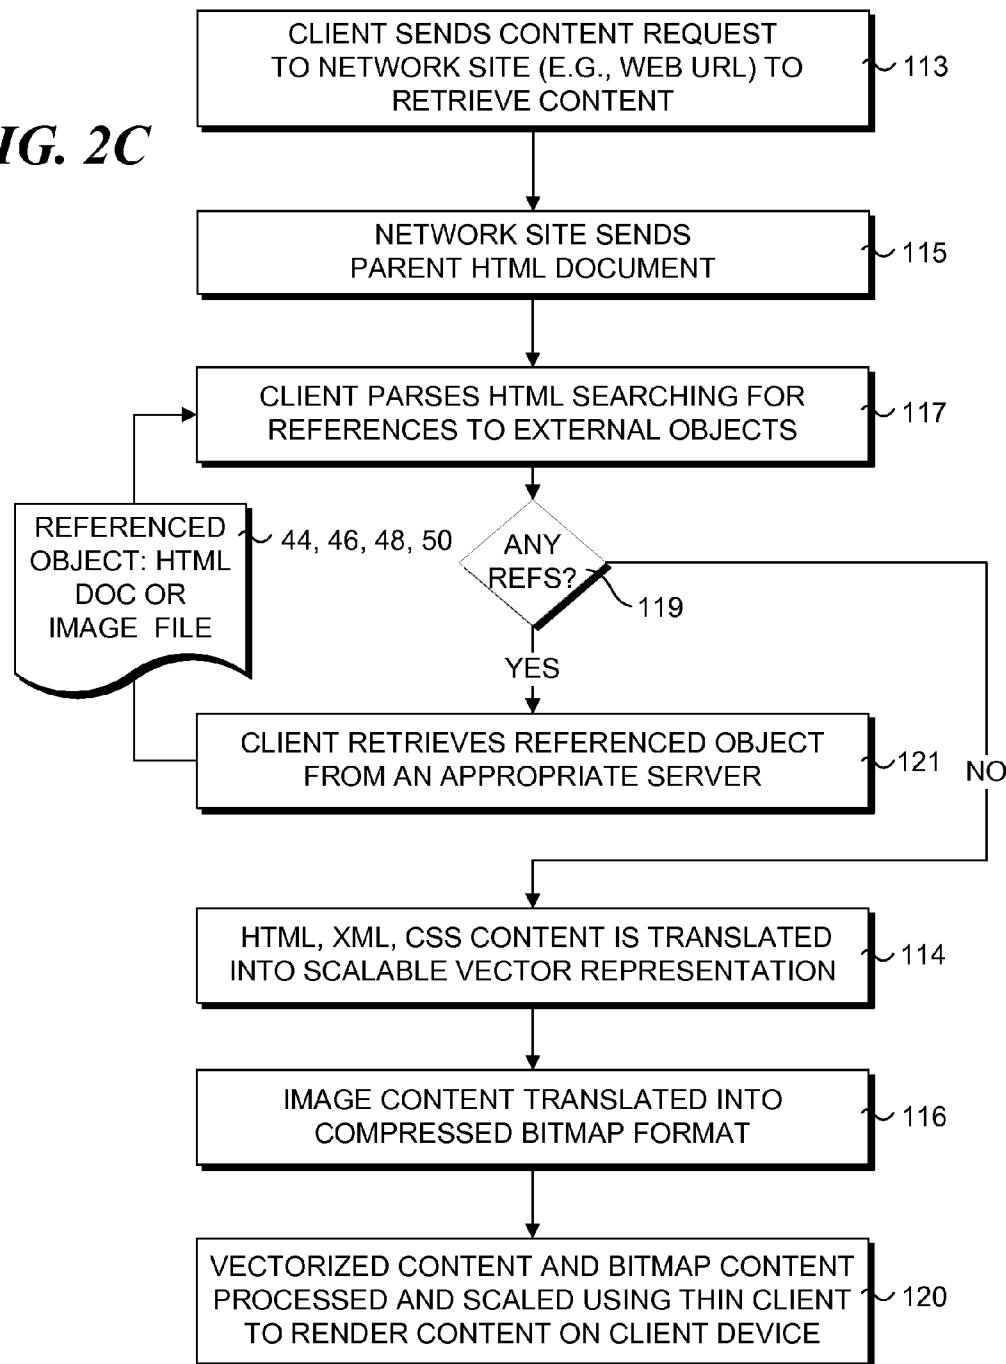 CLIENT SENDS CONTENT REQUEST
TO NETWORK SITE (E.G., WEB URL) TO
RETRIEVE CONTENT
113
IG. 2C
NETWORK SITE SENDS
PARENT HTML DOCUMENT
115
CLIENT PARSES HTML SEARCHING FOR
REFERENCES TO EXTERNAL OBJECTS
117
REFERENCED
OBJECT: HTML
DOC OR
IMAGE FILE
44, 46, 48, 50
ANY
REFS?
119
YES
CLIENT RETRIEVES REFERENCED OBJECT
FROM AN APPROPRIATE SERVER
121
NO
HTML, XML, CSS CONTENT IS TRANSLATED
INTO SCALABLE VECTOR REPRESENTATION
114
IMAGE CONTENT TRANSLATED INTO
COMPRESSED BITMAP FORMAT
116
VECTORIZED CONTENT AND BITMAP CONTENT
PROCESSED AND SCALED USING THIN CLIENT
TO RENDER CONTENT ON CLIENT DEVICE
120